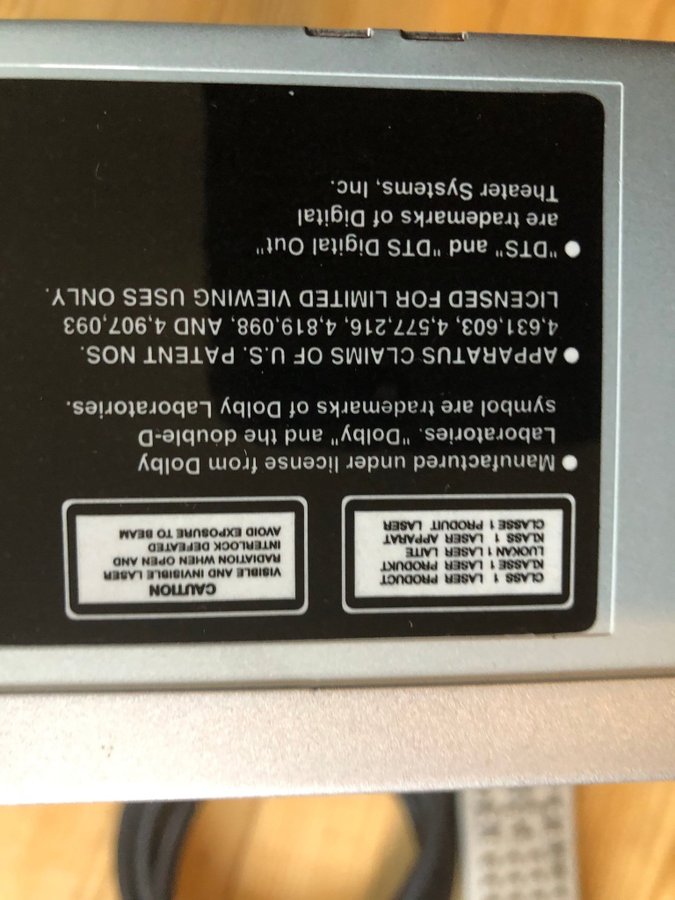 CLASS 1 LASER PRODUCT
KLASSE 1 LASER PRODUKT
LUOKAN 1 LASER LAITE
KLASS 1 LASER APPARAT
CLASSE 1 PRODUIT LASER
CAUTION
VISIBLE AND INVISIBLE LASER
RADIATION WHEN OPEN AND
INTERLOCK DEFEATED
AVOID EXPOSURE TO BEAM
● Manufactured under license from Dolby
Laboratories. "Dolby" and the double-D
symbol are trademarks of Dolby Laboratories.
● APPARATUS CLAIMS OF U.S. PATENT NOS.
4,631,603, 4,577,216, 4,819,098, AND 4,907,093
LICENSED FOR LIMITED VIEWING USES ONLY.
● "DTS" and "DTS Digital Out"
are trademarks of Digital
Theater Systems, Inc.